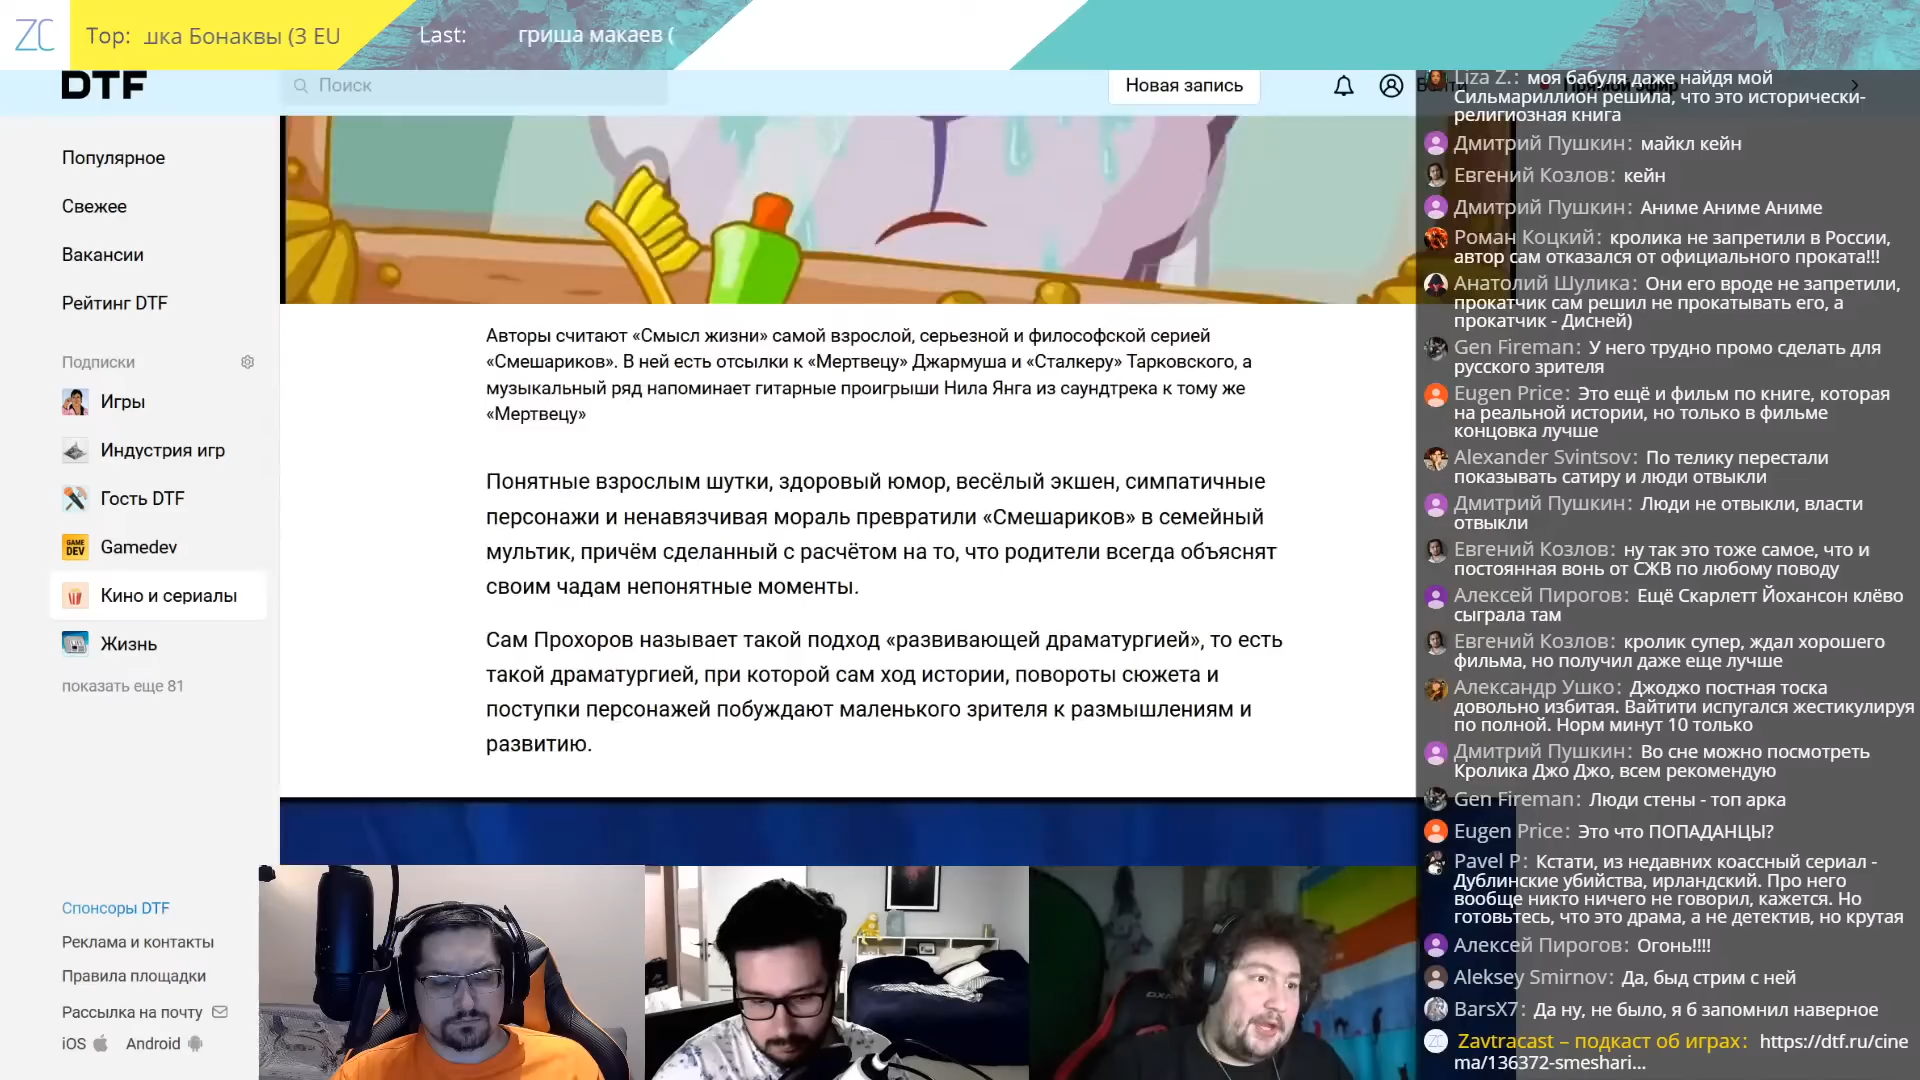 ZC
Top: шка Бонаквы (3 EU
Last: гриша макаев (
DTF
Поиск
Новая запись
Популярное
Свежее
Вакансии
Рейтинг DTF
Подписки
Игры
Индустрия игр
Гость DTF
GAME DEV
Gamedev
Кино и сериалы
Жизнь
показать еще 81
Спонсоры DTF
Реклама и контакты
Правила площадки
Рассылка на почту
iOS
Android
Авторы считают «Смысл жизни» самой взрослой, серьезной и философской серией
«Смешариков». В ней есть отсылки к «Мертвецу» Джармуша и «Сталкеру» Тарковского, а
музыкальный ряд напоминает гитарные проигрыши Нила Янга из саундтрека к тому же
«Мертвецу»
Понятные взрослым шутки, здоровый юмор, весёлый экшен, симпатичные
персонажи и ненавязчивая мораль превратили «Смешариков» в семейный
мультик, причём сделанный с расчётом на то, что родители всегда объяснят
своим чадам непонятные моменты.
Сам Прохоров называет такой подход «развивающей драматургией», то есть
такой драматургией, при которой сам ход истории, повороты сюжета и
поступки персонажей побуждают маленького зрителя к размышлениям и
развитию.
Прямой эфир
Liza Z.: моя бабуля даже найдя мой
Сильмариллион решила, что это исторически-
религиозная книга
Дмитрий Пушкин: майкл кейн
Евгений Козлов: кейн
Дмитрий Пушкин: Аниме Аниме Аниме
Роман Коцкий: кролика не запретили в России,
автор сам отказался от официального проката!!!
Анатолий Шулика: Они его вроде не запретили,
прокатчик сам решил не прокатывать его, а
прокатчик - Дисней)
Gen Fireman: У него трудно промо сделать для
русского зрителя
Eugen Price: Это ещё и фильм по книге, которая
на реальной истории, но только в фильме
концовка лучше
Alexander Svintsov: По телику перестали
показывать сатиру и люди отвыкли
Дмитрий Пушкин: Люди не отвыкли, власти
отвыкли
Евгений Козлов: ну так это тоже самое, что и
постоянная вонь от СЖВ по любому поводу
Алексей Пирогов: Ещё Скарлетт Йохансон клёво
сыграла там
Евгений Козлов: кролик супер, ждал хорошего
фильма, но получил даже еще лучше
Александр Ушко: Джоджо постная тоска
довольно избитая. Вайтити испугался жестикулируя
по полной. Норм минут 10 только
Дмитрий Пушкин: Во сне можно посмотреть
Кролика Джо Джо, всем рекомендую
Gen Fireman: Люди стены - топ арка
Eugen Price: Это что ПОПАДАНЦЫ?
Pavel P: Кстати, из недавних коассный сериал -
Дублинские убийства, ирландский. Про него
вообще никто ничего не говорил, кажется. Но
готовьтесь, что это драма, а не детектив, но крутая
Алексей Пирогов: Огонь!!!!
Aleksey Smirnov: Да, быд стрим с ней
BarsX7: Да ну, не было, я б запомнил наверное
Zavtracast – подкаст об играх: https://dtf.ru/cine
ma/136372-smeshari...